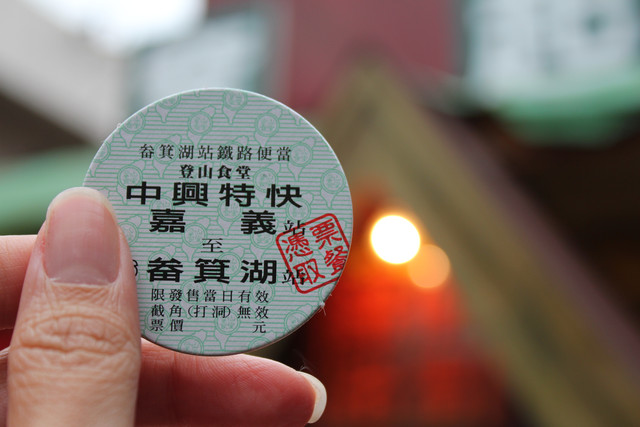 奮箕湖站鐵路便當
登山食堂
中興特快
嘉 義站
至
奮箕湖站
限發售當日有效
截角(打洞)無效
票價 元
憑票
取餐